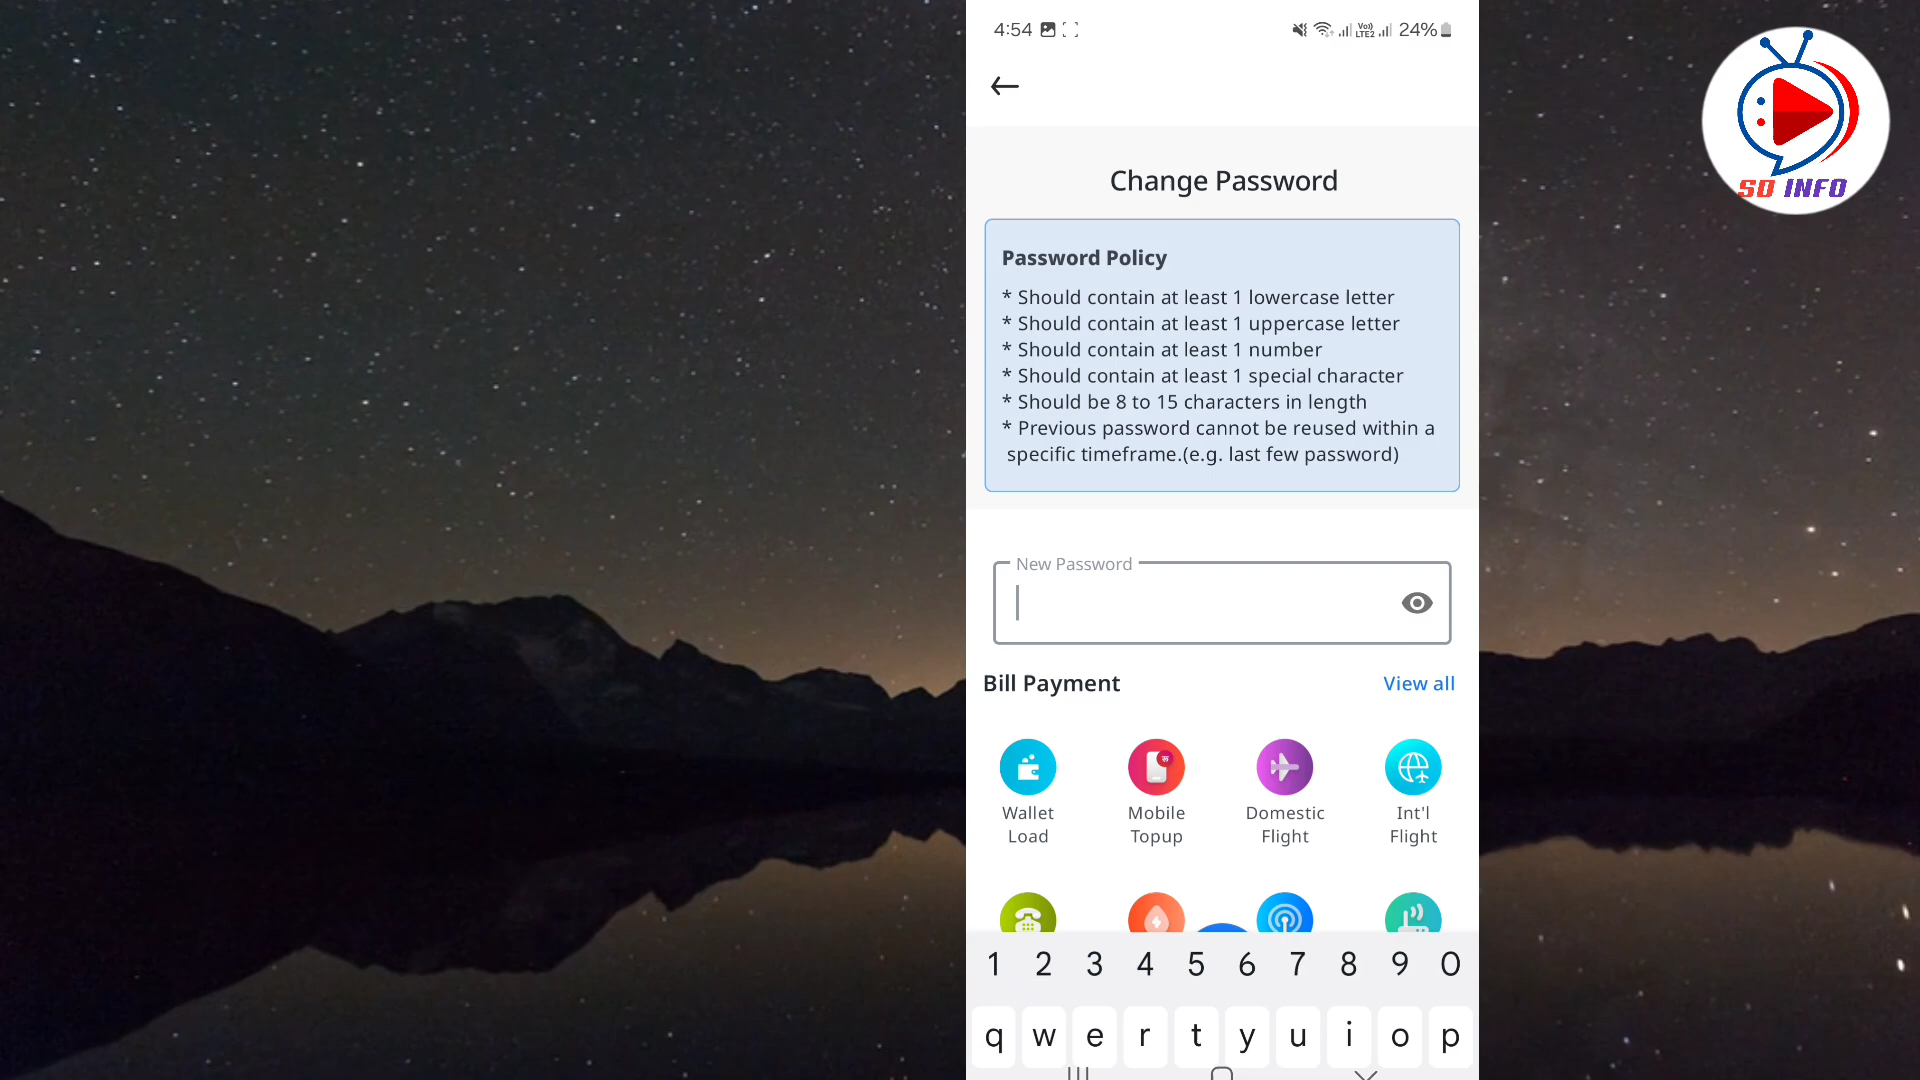 4:54
Vo))
LTE2
24%
SD INFO
Change Password
Password Policy
* Should contain at least 1 lowercase letter
* Should contain at least 1 uppercase letter
* Should contain at least 1 number
* Should contain at least 1 special character
* Should be 8 to 15 characters in length
* Previous password cannot be reused within a
specific timeframe.(e.g. last few password)
New Password
Bill Payment
View all
Wallet
Load
Mobile
Topup
Domestic
Flight
Int'l
Flight
1 2 3 4 5 6 7 8 9 0
q w e r t y u i o p